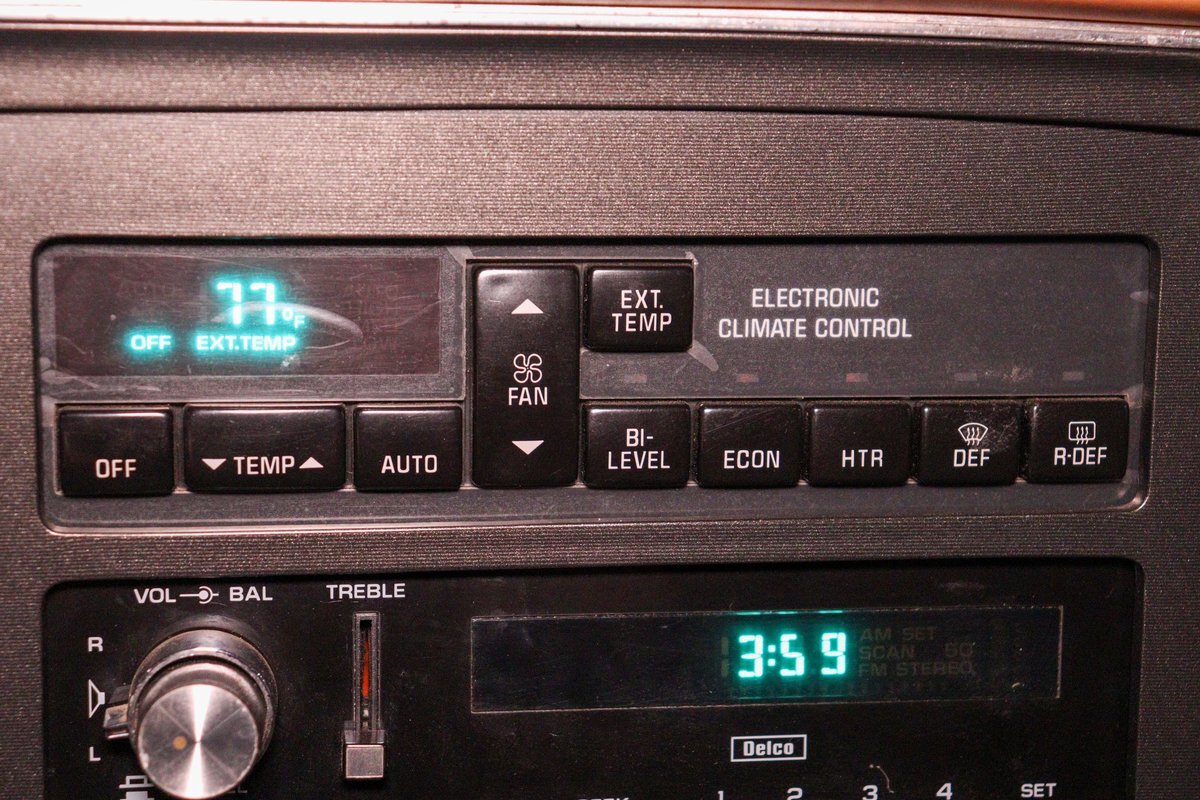 77°F
OFF EXT.TEMP
EXT.
TEMP
ELECTRONIC
CLIMATE CONTROL
FAN
OFF
TEMP
AUTO
BI-
LEVEL
ECON
HTR
DEF
R-DEF
VOL BAL
TREBLE
R
L
3:59
AM SET
SCAN
FM STEREO
Delco
1 2 3 4 SET